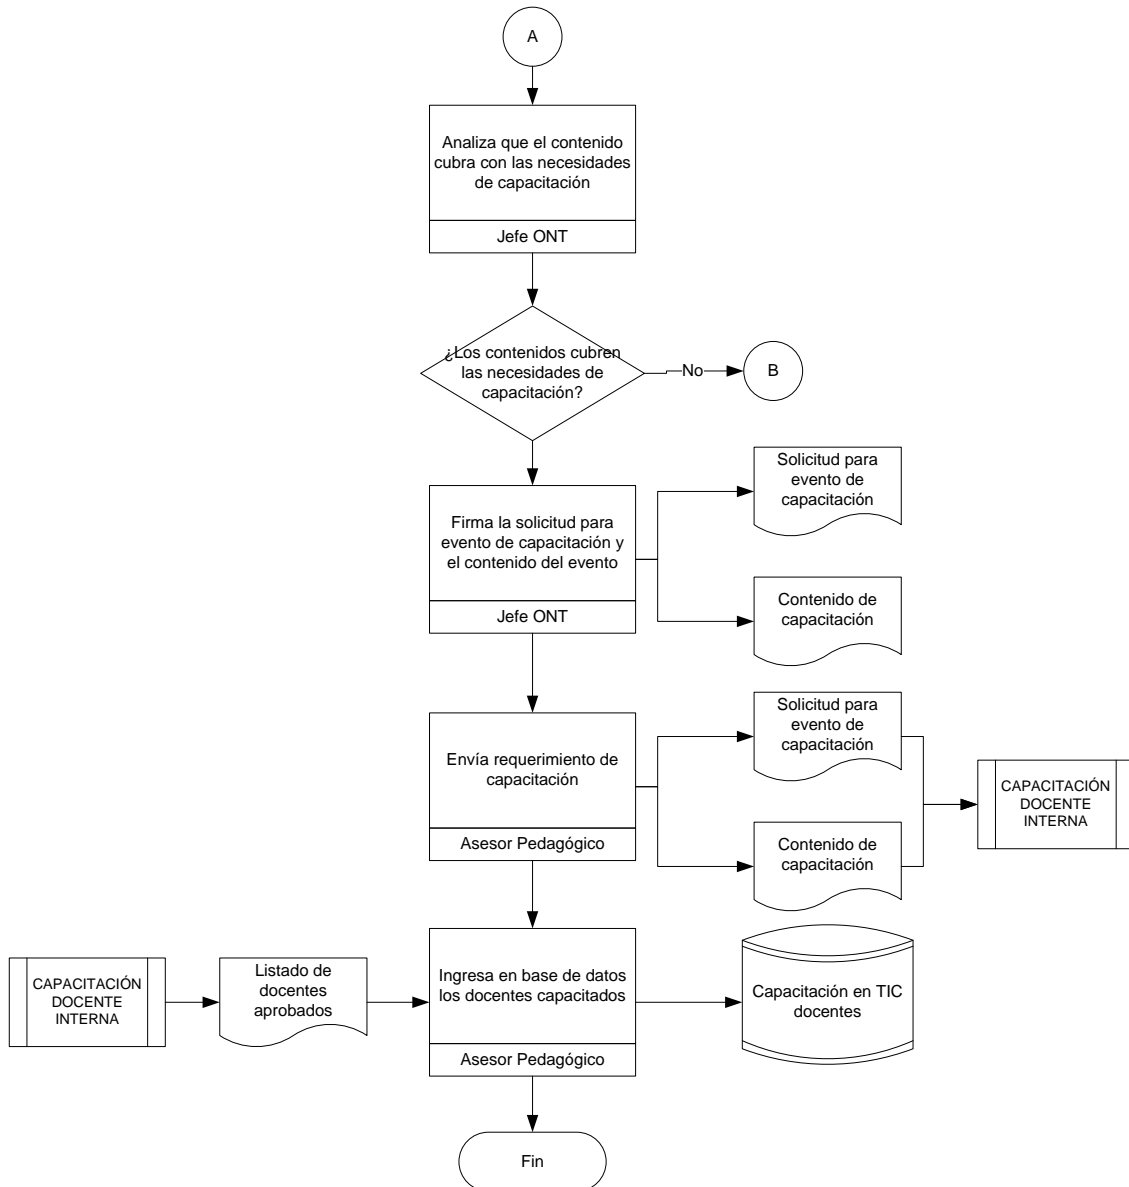 A
Analiza que el contenido
cubra con las necesidades
de capacitación
Jefe ONT
¿Los contenidos cubren
las necesidades de
capacitación?
No
B
Firma la solicitud para
evento de capacitación y
el contenido del evento
Jefe ONT
Solicitud para
evento de
capacitación
Contenido de
capacitación
Envía requerimiento de
capacitación
Asesor Pedagógico
Solicitud para
evento de
capacitación
Contenido de
capacitación
CAPACITACIÓN
DOCENTE
INTERNA
CAPACITACIÓN
DOCENTE
INTERNA
Listado de
docentes
aprobados
Ingresa en base de datos
los docentes capacitados
Asesor Pedagógico
Capacitación en TIC
docentes
Fin